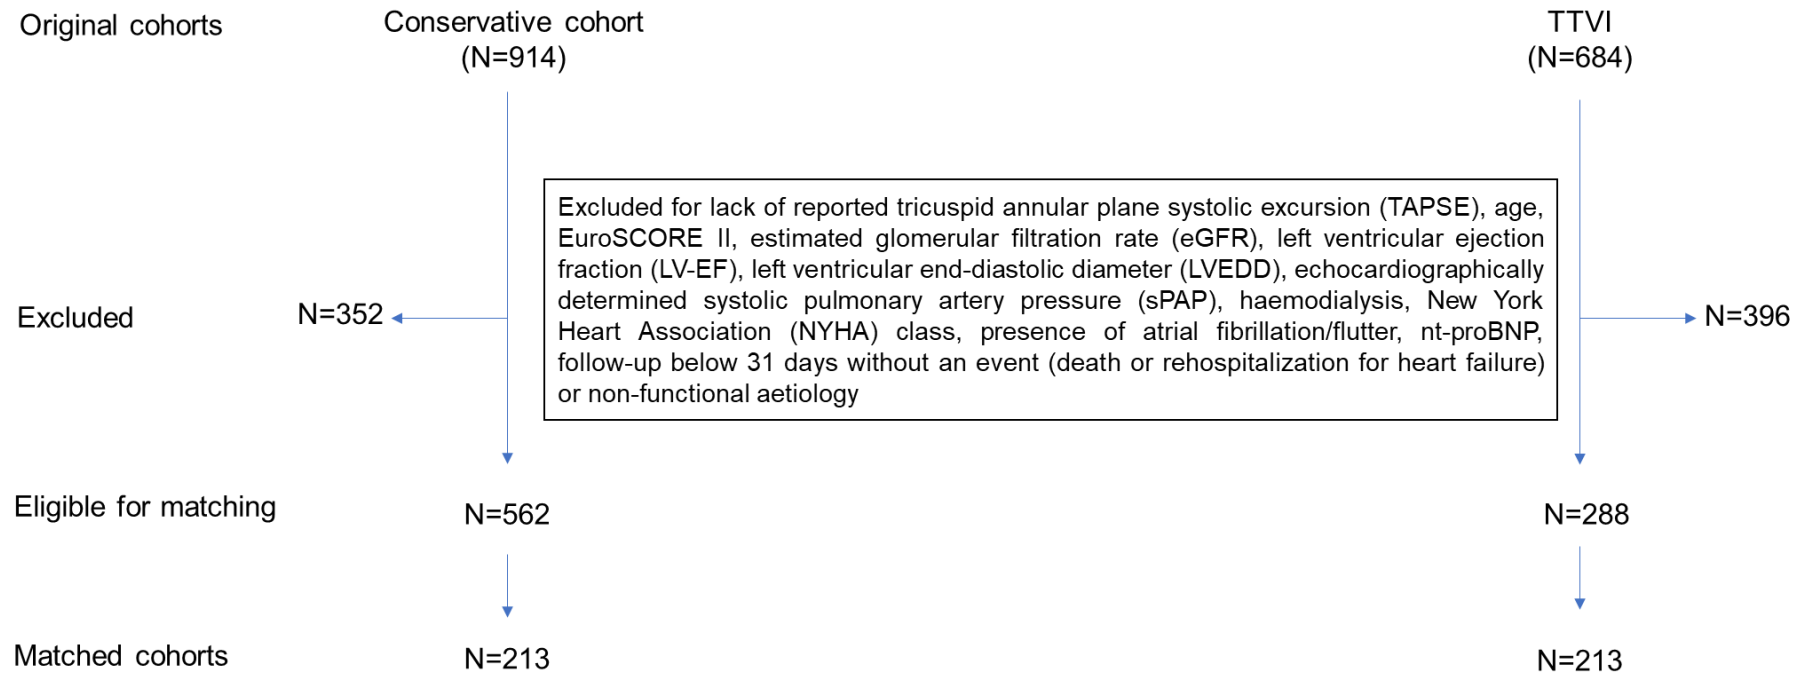 Original cohorts
Conservative cohort
(N=914)
TTVI
(N=684)
Excluded for lack of reported tricuspid annular plane systolic excursion (TAPSE), age,
EuroSCORE II, estimated glomerular filtration rate (eGFR), left ventricular ejection
fraction (LV-EF), left ventricular end-diastolic diameter (LVEDD), echocardiographically
determined systolic pulmonary artery pressure (sPAP), haemodialysis, New York
Heart Association (NYHA) class, presence of atrial fibrillation/flutter, nt-proBNP,
follow-up below 31 days without an event (death or rehospitalization for heart failure)
or non-functional aetiology
Excluded
N=352
N=396
Eligible for matching
N=562
N=288
Matched cohorts
N=213
N=213